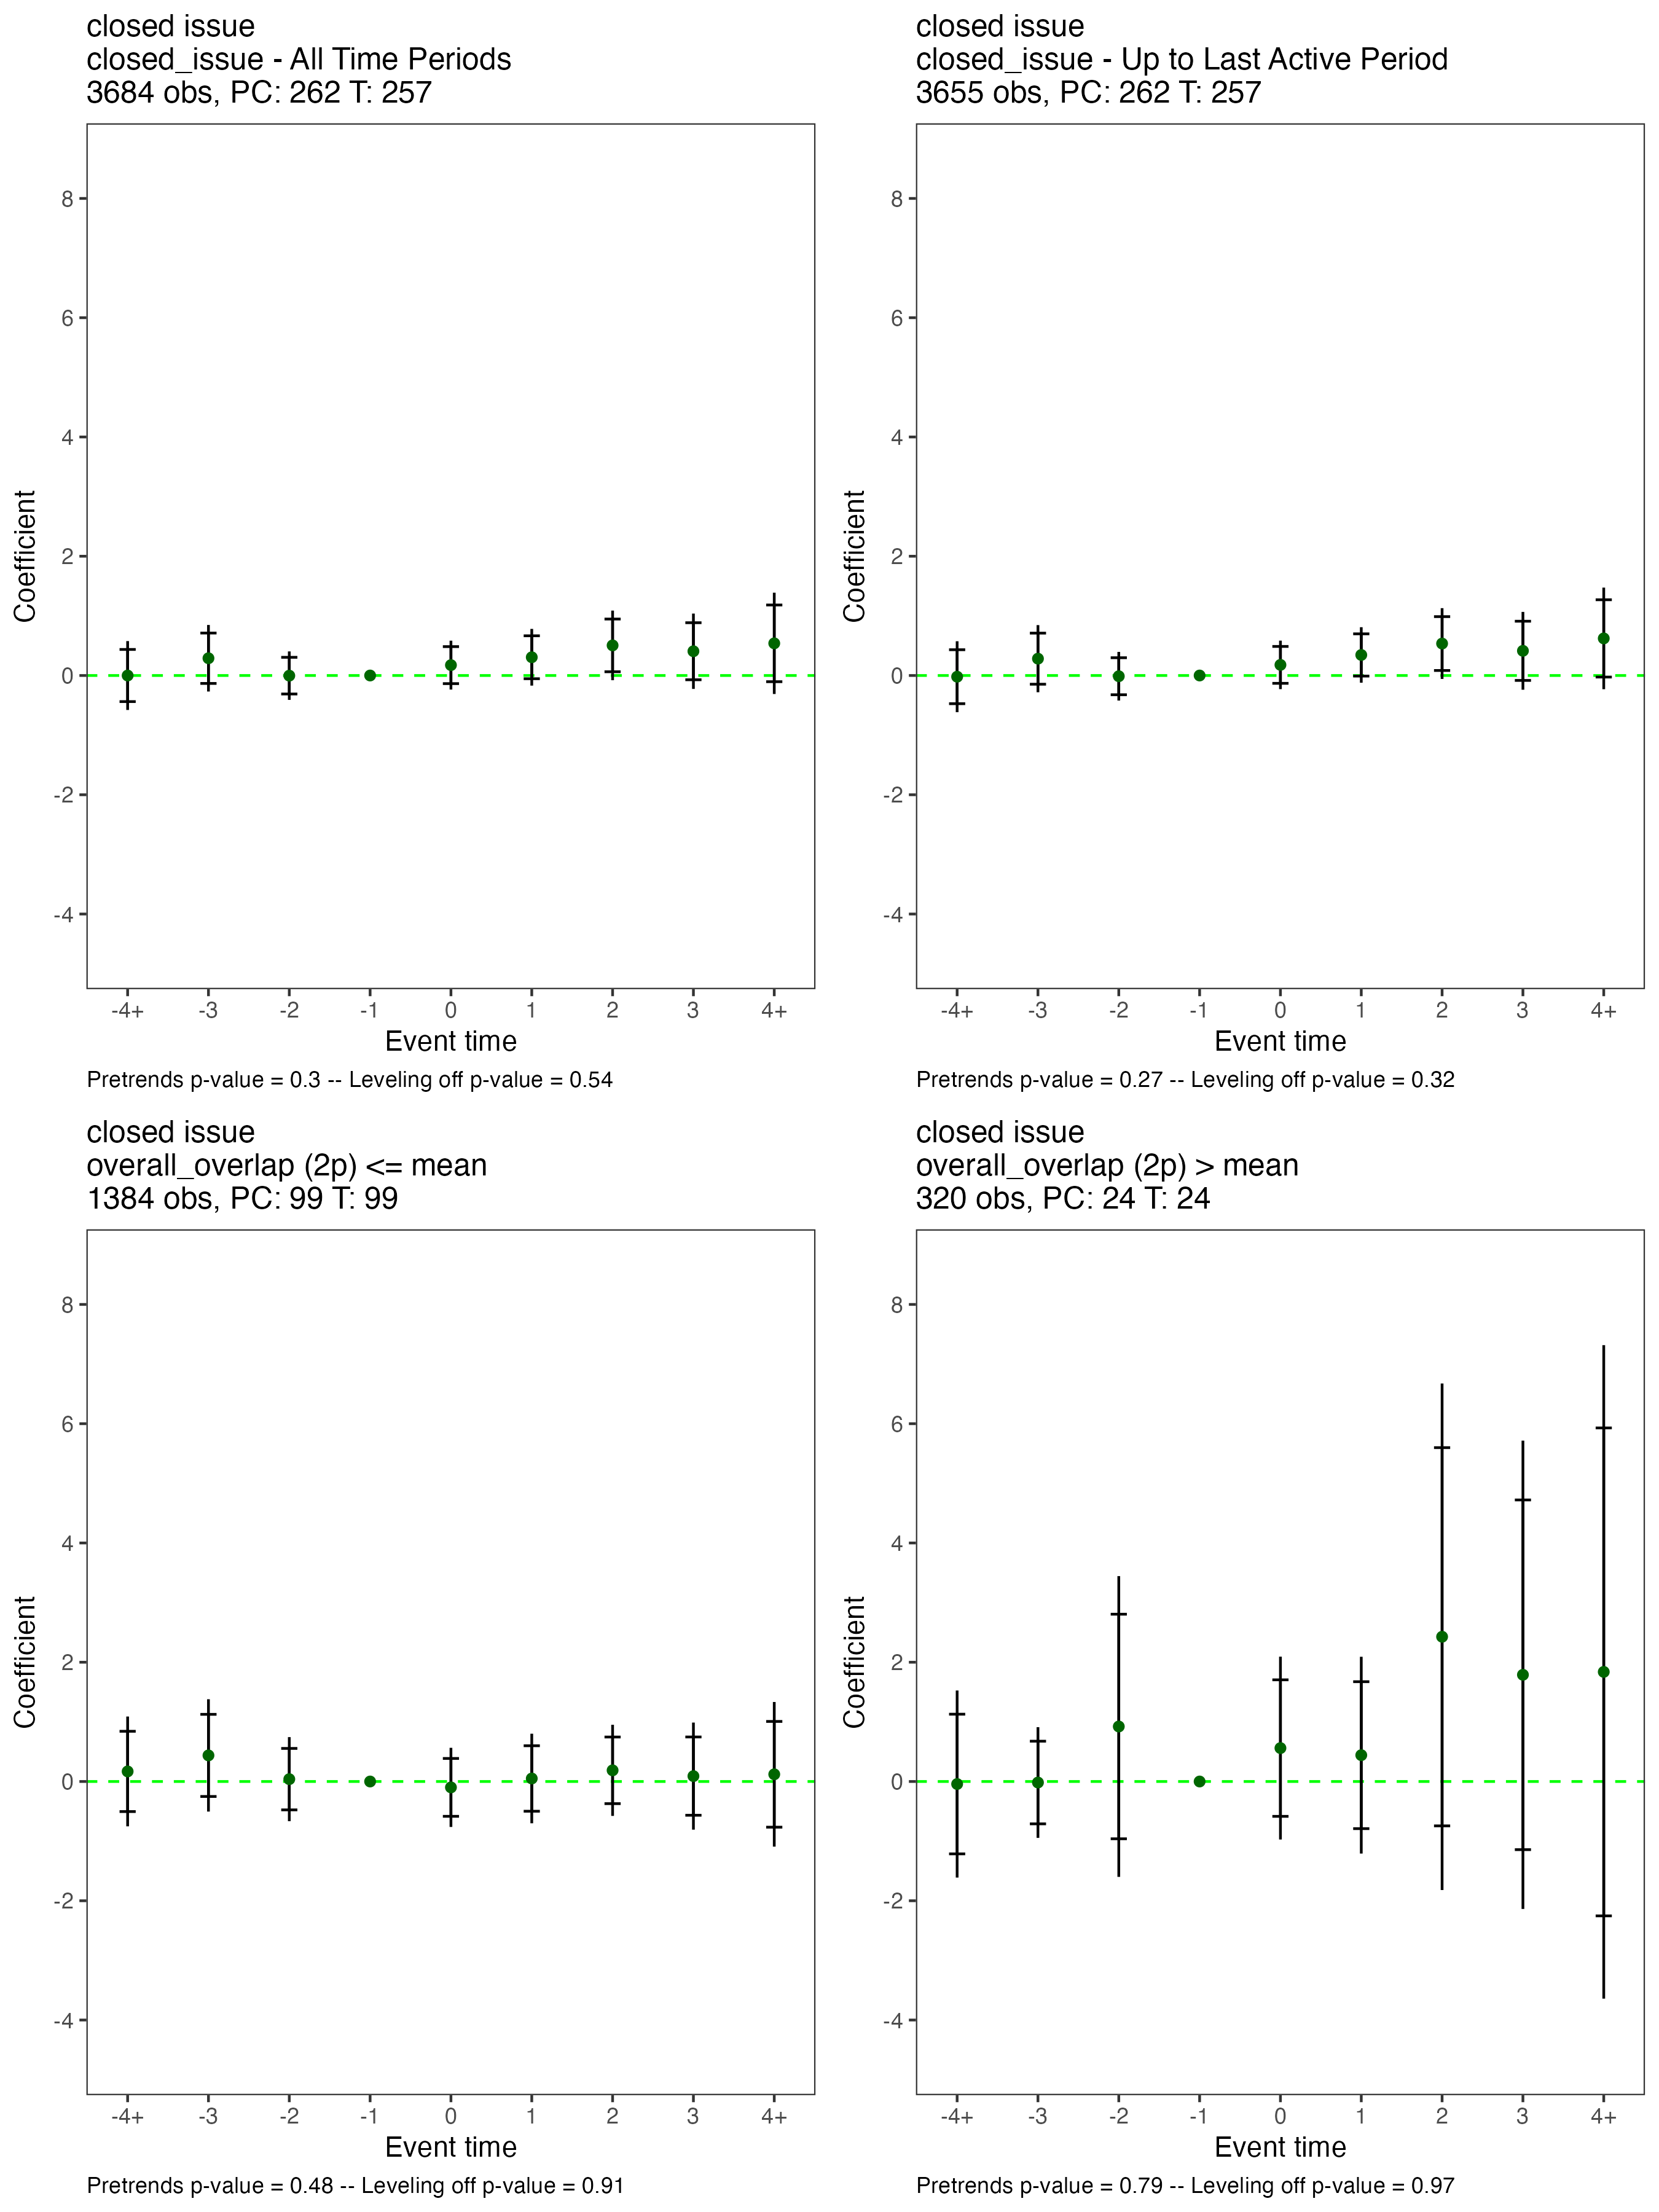 closed issue
closed_issue - All Time Periods
3684 obs, PC: 262 T: 257
Coefficient
8
6
4
2
0
-2
-4
-4+ -3 -2 -1 0 1 2 3 4+
Event time
Pretrends p-value = 0.3 -- Leveling off p-value = 0.54
closed issue
closed_issue - Up to Last Active Period
3655 obs, PC: 262 T: 257
Coefficient
8
6
4
2
0
-2
-4
-4+ -3 -2 -1 0 1 2 3 4+
Event time
Pretrends p-value = 0.27 -- Leveling off p-value = 0.32
closed issue
overall_overlap (2p) <= mean
1384 obs, PC: 99 T: 99
Coefficient
8
6
4
2
0
-2
-4
-4+ -3 -2 -1 0 1 2 3 4+
Event time
Pretrends p-value = 0.48 -- Leveling off p-value = 0.91
closed issue
overall_overlap (2p) > mean
320 obs, PC: 24 T: 24
Coefficient
8
6
4
2
0
-2
-4
-4+ -3 -2 -1 0 1 2 3 4+
Event time
Pretrends p-value = 0.79 -- Leveling off p-value = 0.97